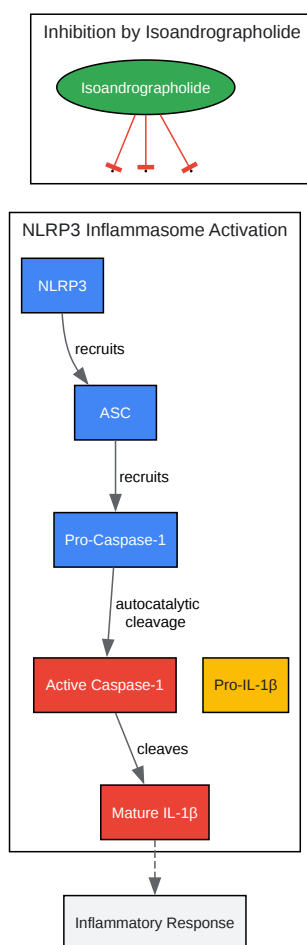 Inhibition by Isoandrographolide
Isoandrographolide
NLRP3 Inflammasome Activation
NLRP3
recruits
ASC
recruits
Pro-Caspase-1
autocatalytic
cleavage
Active Caspase-1
Pro-IL-1β
cleaves
Mature IL-1β
Inflammatory Response